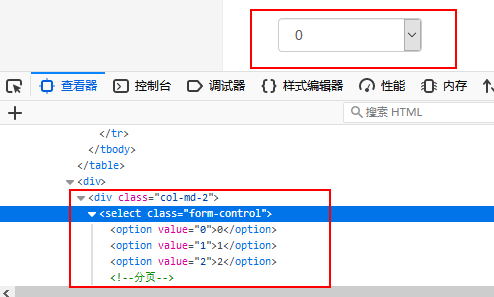 0
查看器 控制台 调试器 样式编辑器 性能 内存
搜索 HTML
</tr>
</tbody>
</table>
<div>
<div class="col-md-2">
<select class="form-control">
<option value="0">0</option>
<option value="1">1</option>
<option value="2">2</option>
<!--分页-->